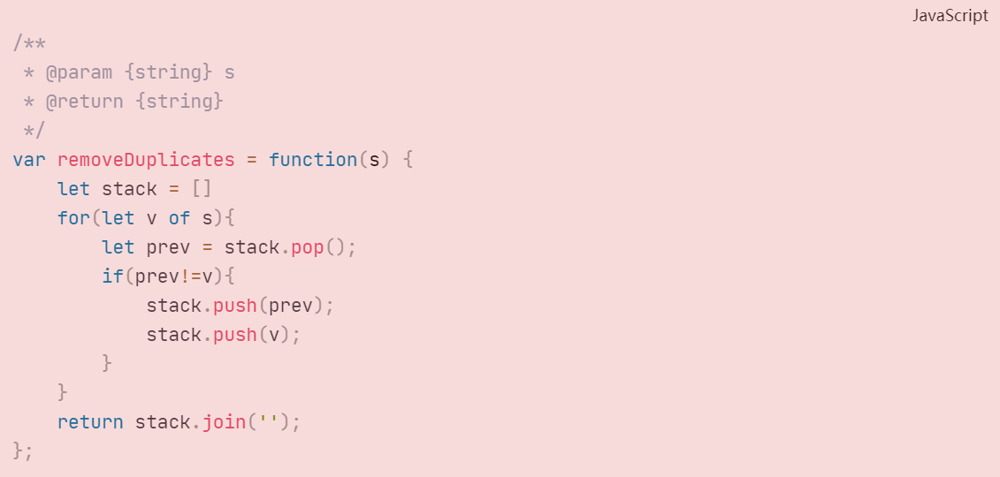 JavaScript
/**
 * @param {string} s
 * @return {string}
 */
var removeDuplicates = function(s) {
    let stack = []
    for(let v of s){
        let prev = stack.pop();
        if(prev!=v){
            stack.push(prev);
            stack.push(v);
        }
    }
    return stack.join('');
};